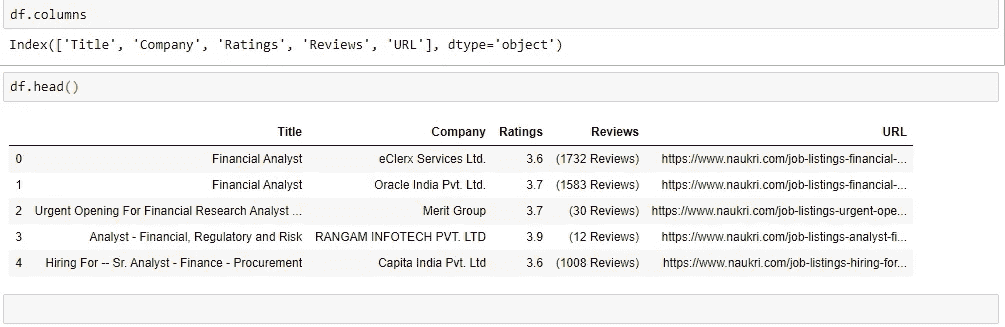 df.columns
Index(['Title', 'Company', 'Ratings', 'Reviews', 'URL'], dtype='object')
df.head()
Title Company Ratings Reviews URL
0 Financial Analyst eClerx Services Ltd. 3.6 (1732 Reviews) https://www.naukri.com/job-listings-financial-...
1 Financial Analyst Oracle India Pvt. Ltd. 3.7 (1583 Reviews) https://www.naukri.com/job-listings-financial-...
2 Urgent Opening For Financial Research Analyst ... Merit Group 3.7 (30 Reviews) https://www.naukri.com/job-listings-urgent-ope...
3 Analyst - Financial, Regulatory and Risk RANGAM INFOTECH PVT. LTD 3.9 (12 Reviews) https://www.naukri.com/job-listings-analyst-fi...
4 Hiring For -- Sr. Analyst - Finance - Procurement Capita India Pvt. Ltd 3.6 (1008 Reviews) https://www.naukri.com/job-listings-hiring-for...